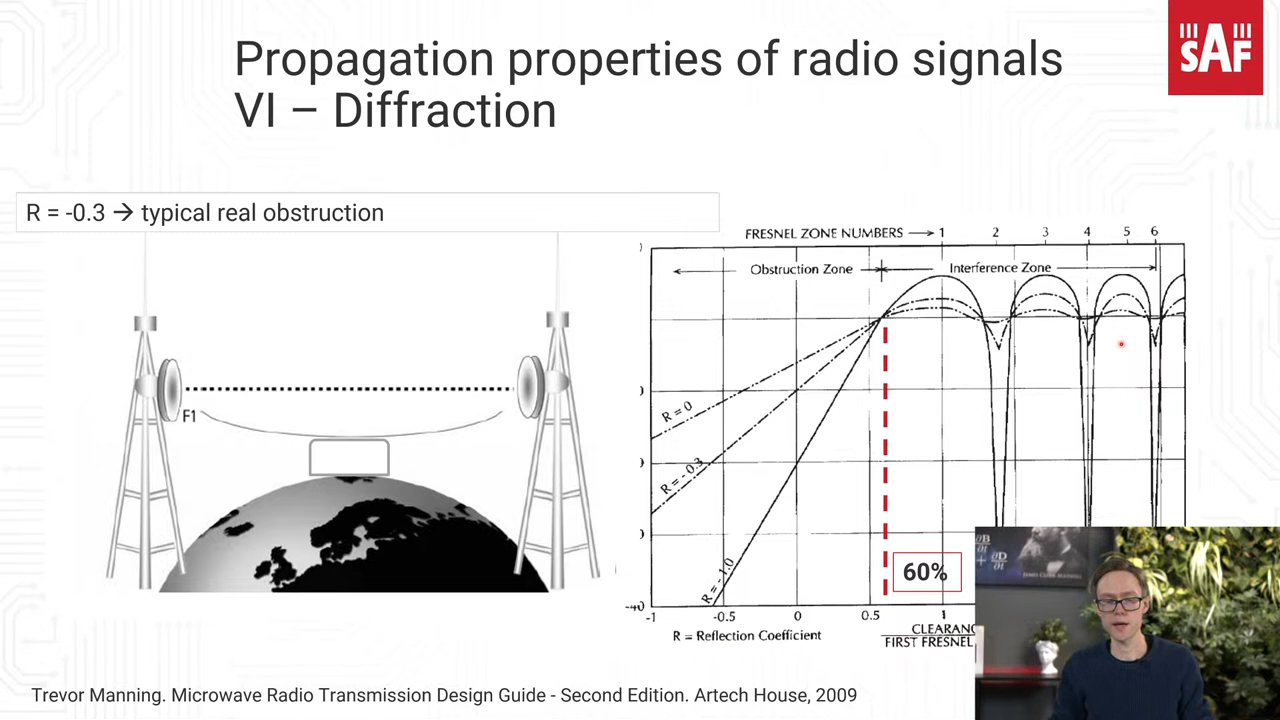 Propagation properties of radio signals
VI – Diffraction
SAF
R = -0.3 → typical real obstruction
F1
FRESNEL ZONE NUMBERS → 1 2 3 4 5 6
Obstruction Zone
Interference Zone
R = 0
R = -0.3
R = -1.0
60%
-40
-1 -0.5 0 0.5 1
R = Reflection Coefficient
CLEARANC
FIRST FRESNEL
JAMES CLERK MAXWELL
Trevor Manning. Microwave Radio Transmission Design Guide - Second Edition. Artech House, 2009